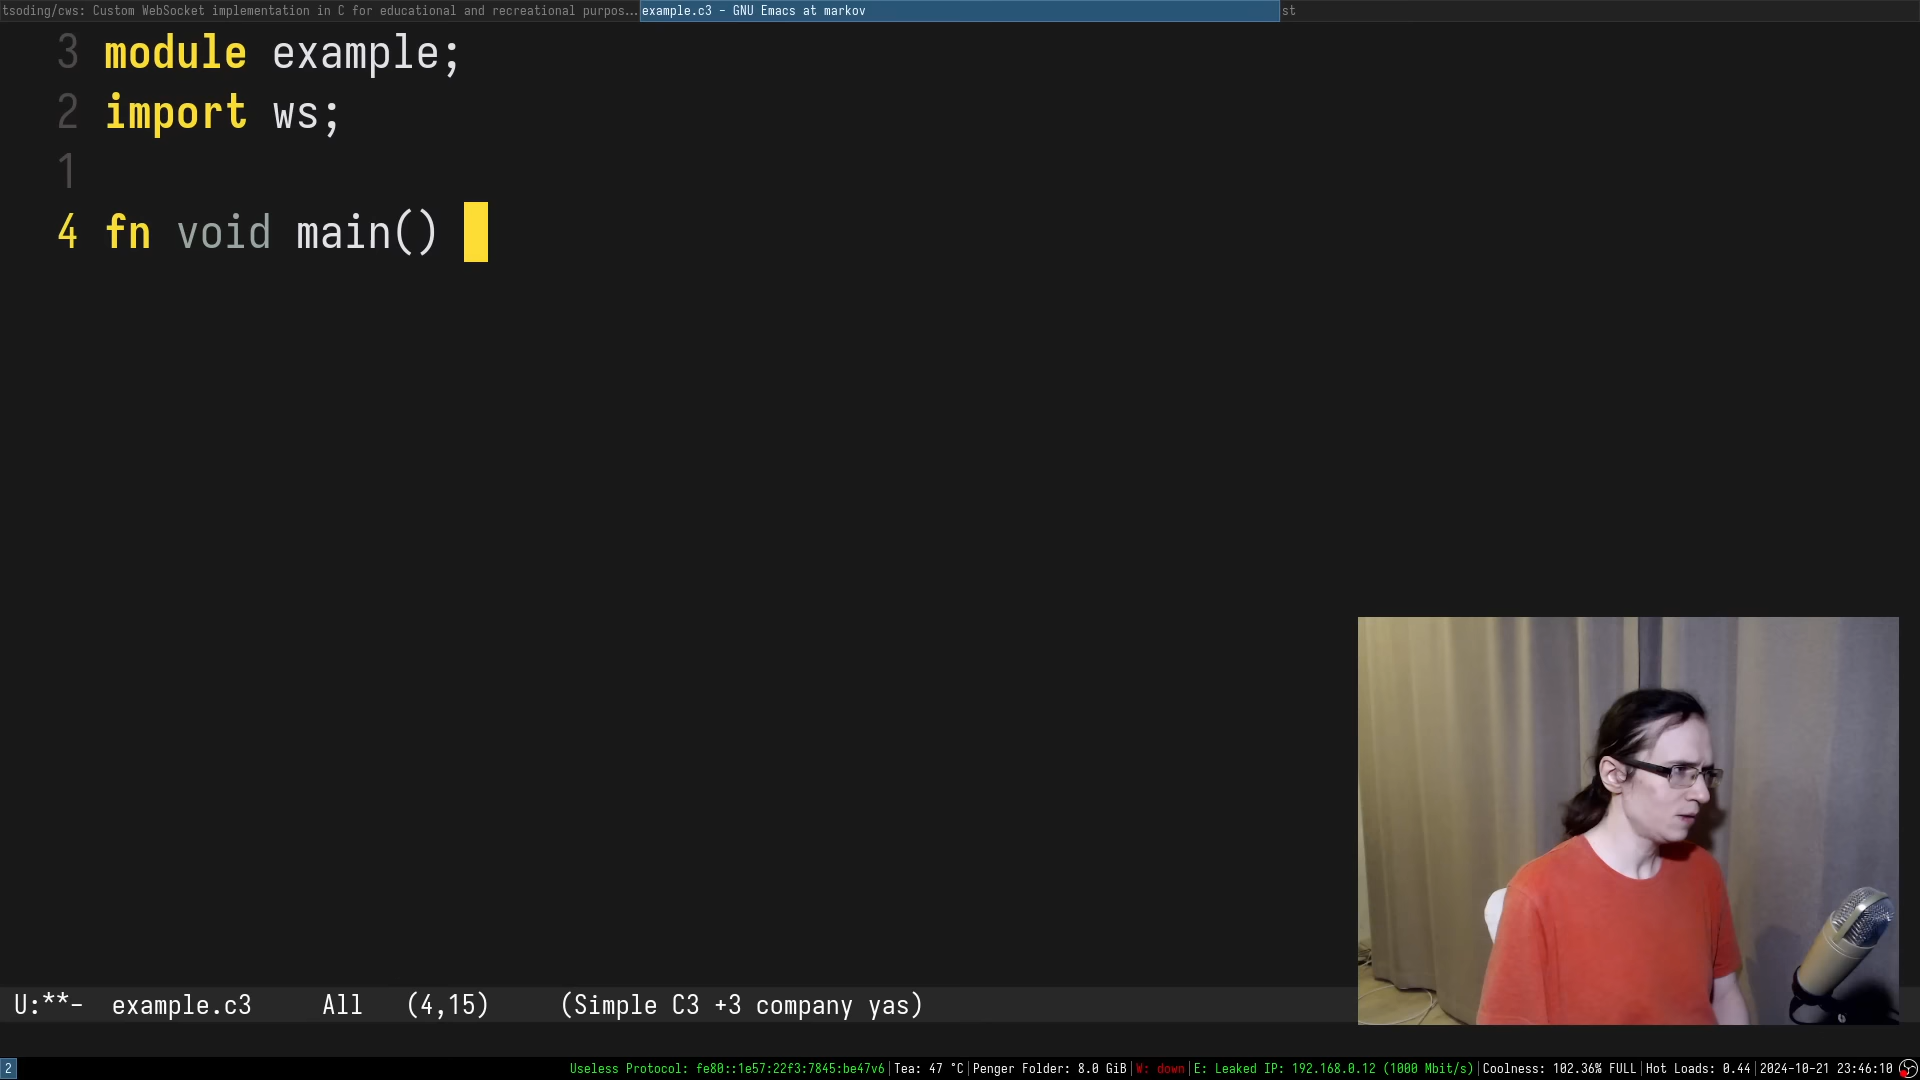 tsoding/cws: Custom WebSocket implementation in C for educational and recreational purpos... example.c3 - GNU Emacs at markov st
3 module example;
2 import ws;
1
4 fn void main()
U:**- example.c3 All (4,15) (Simple C3 +3 company yas)
2 Useless Protocol: fe80::1e57:22f3:7845:be47v6|Tea: 47 °C|Penger Folder: 8.0 GiB|W: down|E: Leaked IP: 192.168.0.12 (1000 Mbit/s)|Coolness: 102.36% FULL|Hot Loads: 0.44|2024-10-21 23:46:10